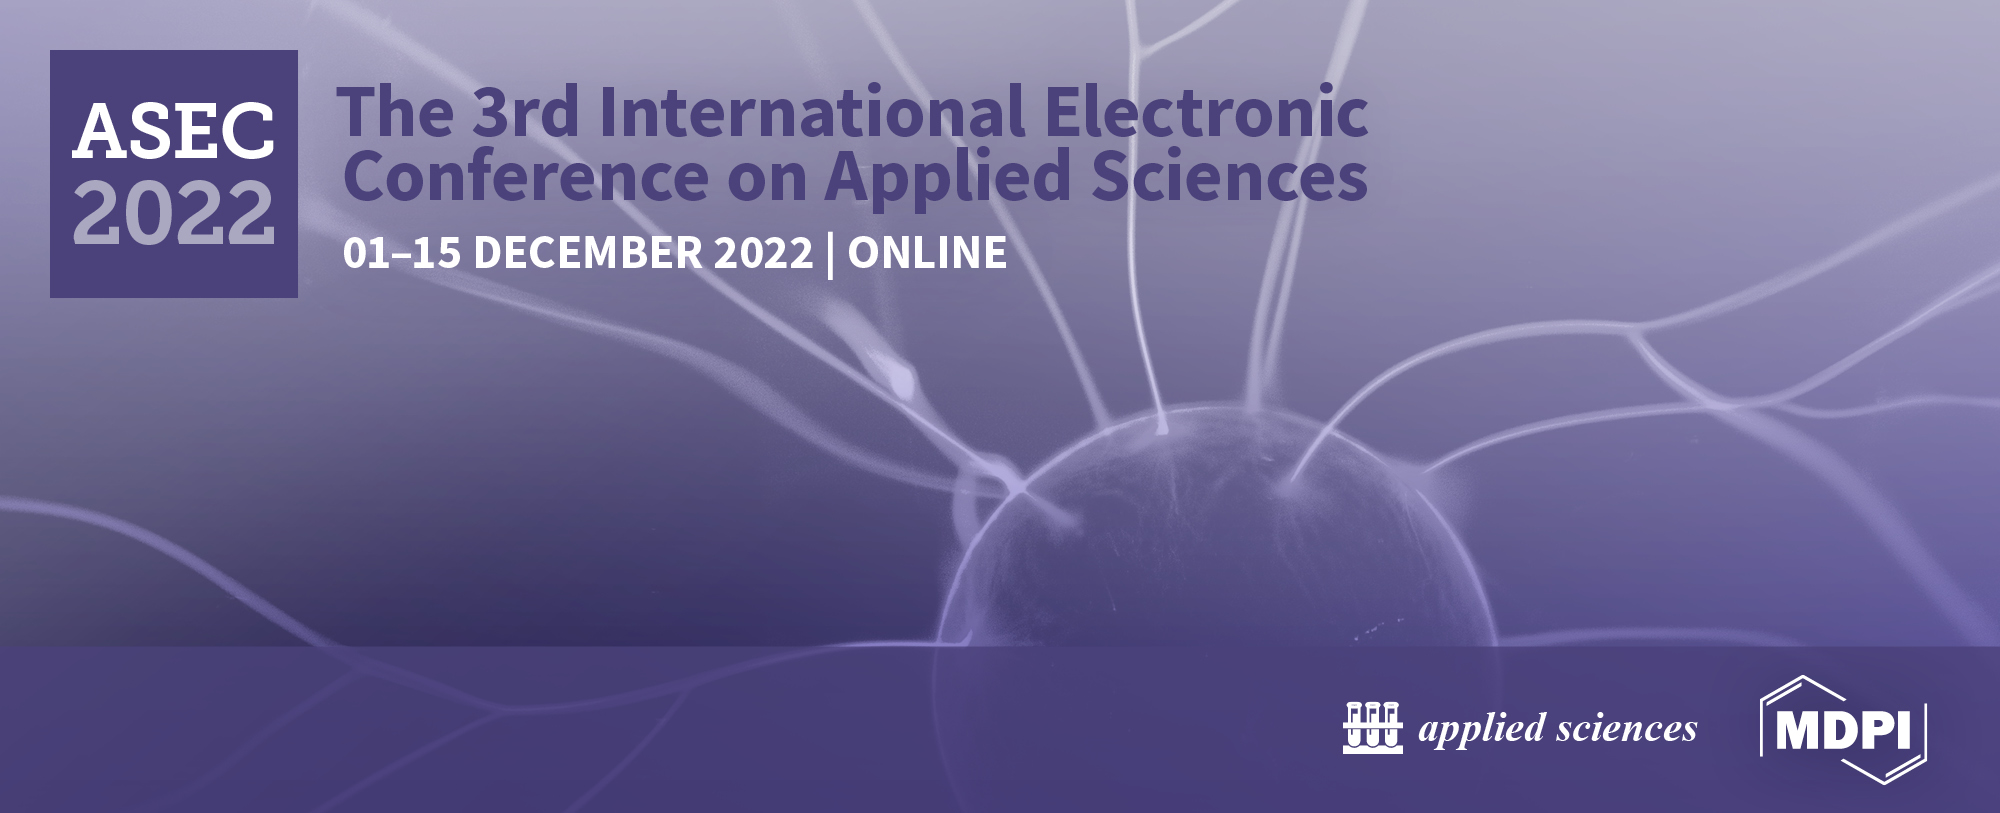 ASEC
2022
The 3rd International Electronic
Conference on Applied Sciences
01–15 DECEMBER 2022 | ONLINE
applied sciences
MDPI